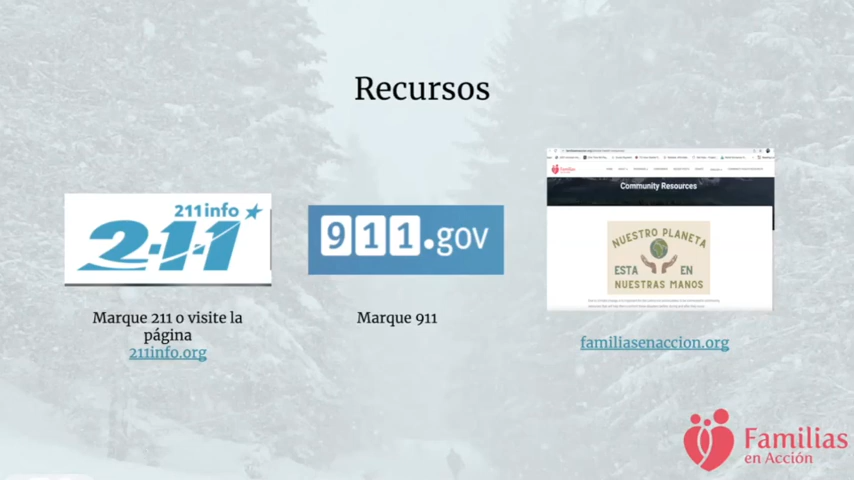 Recursos
211info
2-1-1
911.gov
Community Resources
NUESTRO PLANETA
ESTA EN
NUESTRAS MANOS
Marque 211 o visite la
página
211info.org
Marque 911
familiasenaccion.org
Familias
en Acción